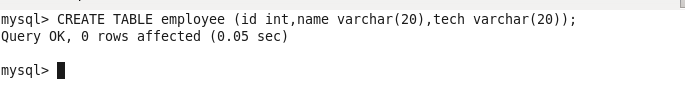 mysql> CREATE TABLE employee (id int,name varchar(20),tech varchar(20));
Query OK, 0 rows affected (0.05 sec)
mysql>